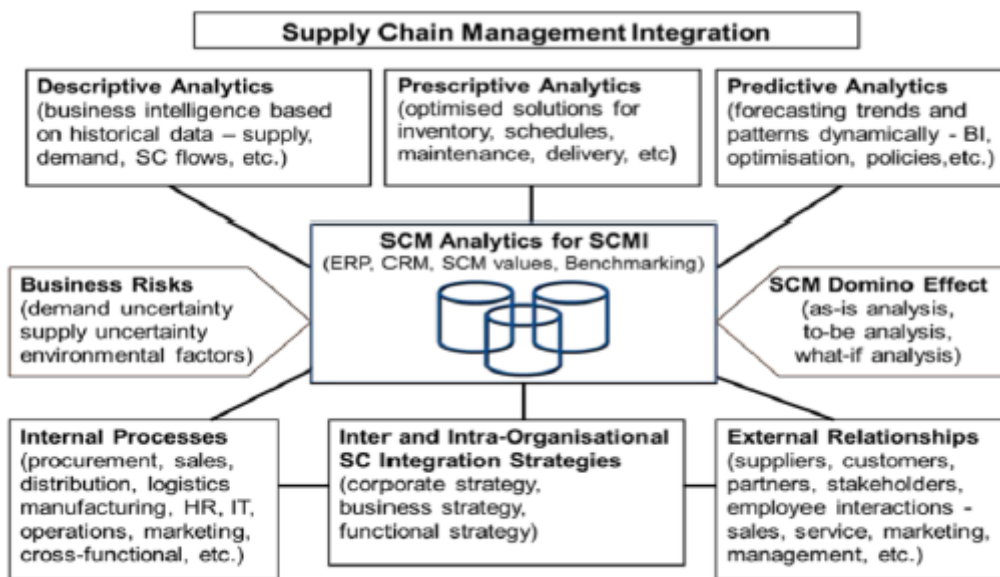 Supply Chain Management Integration
Descriptive Analytics
(business intelligence based
on historical data – supply,
demand, SC flows, etc.)
Prescriptive Analytics
(optimised solutions for
inventory, schedules,
maintenance, delivery, etc)
Predictive Analytics
(forecasting trends and
patterns dynamically - BI,
optimisation, policies,etc.)
SCM Analytics for SCMI
(ERP, CRM, SCM values, Benchmarking)
Business Risks
(demand uncertainty
supply uncertainty
environmental factors)
SCM Domino Effect
(as-is analysis,
to-be analysis,
what-if analysis)
Internal Processes
(procurement, sales,
distribution, logistics
manufacturing, HR, IT,
operations, marketing,
cross-functional, etc.)
Inter and Intra-Organisational
SC Integration Strategies
(corporate strategy,
business strategy,
functional strategy)
External Relationships
(suppliers, customers,
partners, stakeholders,
employee interactions -
sales, service, marketing,
management, etc.)